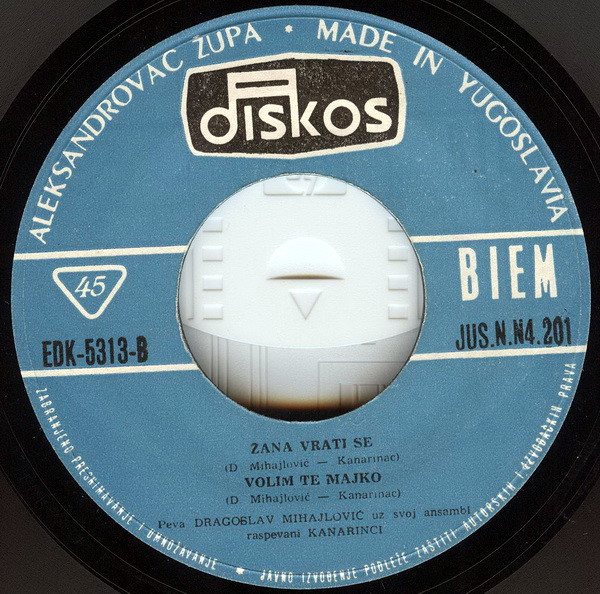 ALEKSANDROVAC ŽUPA • MADE IN YUGOSLAVIA
diskos
45
BIEM
EDK-5313-B
JUS.N.N4.201
ŽANA VRATI SE
(D Mihajlović — Kanarinac)
VOLIM TE MAJKO
(D Mihajlović — Kanarinac)
Peva DRAGOSLAV MIHAJLOVIĆ uz svoj ansambl
raspevani KANARINCI
ZABRANJENO PRESNIMAVANJE I UMNOŽAVANJE • JAVNO IZVOĐENJE PODLEŽE ZAŠTITI AUTORSKIH I IZVOĐAČKIH PRAVA